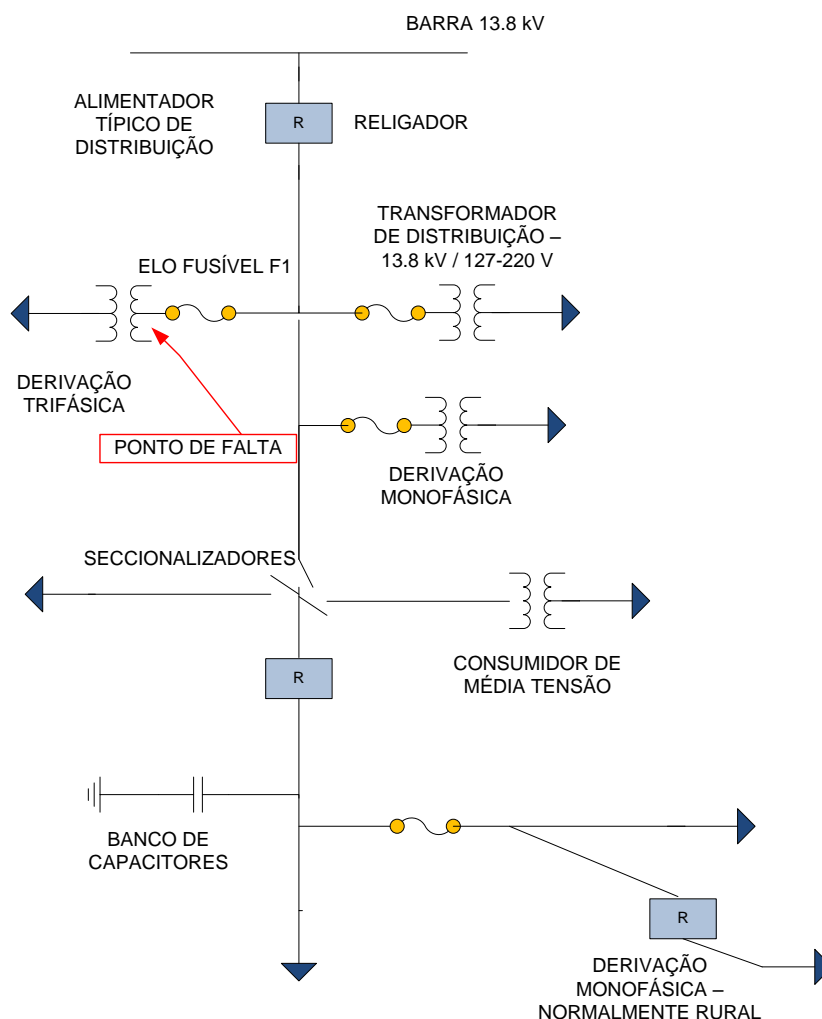 BARRA 13.8 kV
ALIMENTADOR
TÍPICO DE
DISTRIBUIÇÃO
R
RELIGADOR
TRANSFORMADOR
DE DISTRIBUIÇÃO –
13.8 kV / 127-220 V
ELO FUSÍVEL F1
DERIVAÇÃO
TRIFÁSICA
PONTO DE FALTA
DERIVAÇÃO
MONOFÁSICA
SECCIONALIZADORES
CONSUMIDOR DE
MÉDIA TENSÃO
R
BANCO DE
CAPACITORES
R
DERIVAÇÃO
MONOFÁSICA –
NORMALMENTE RURAL